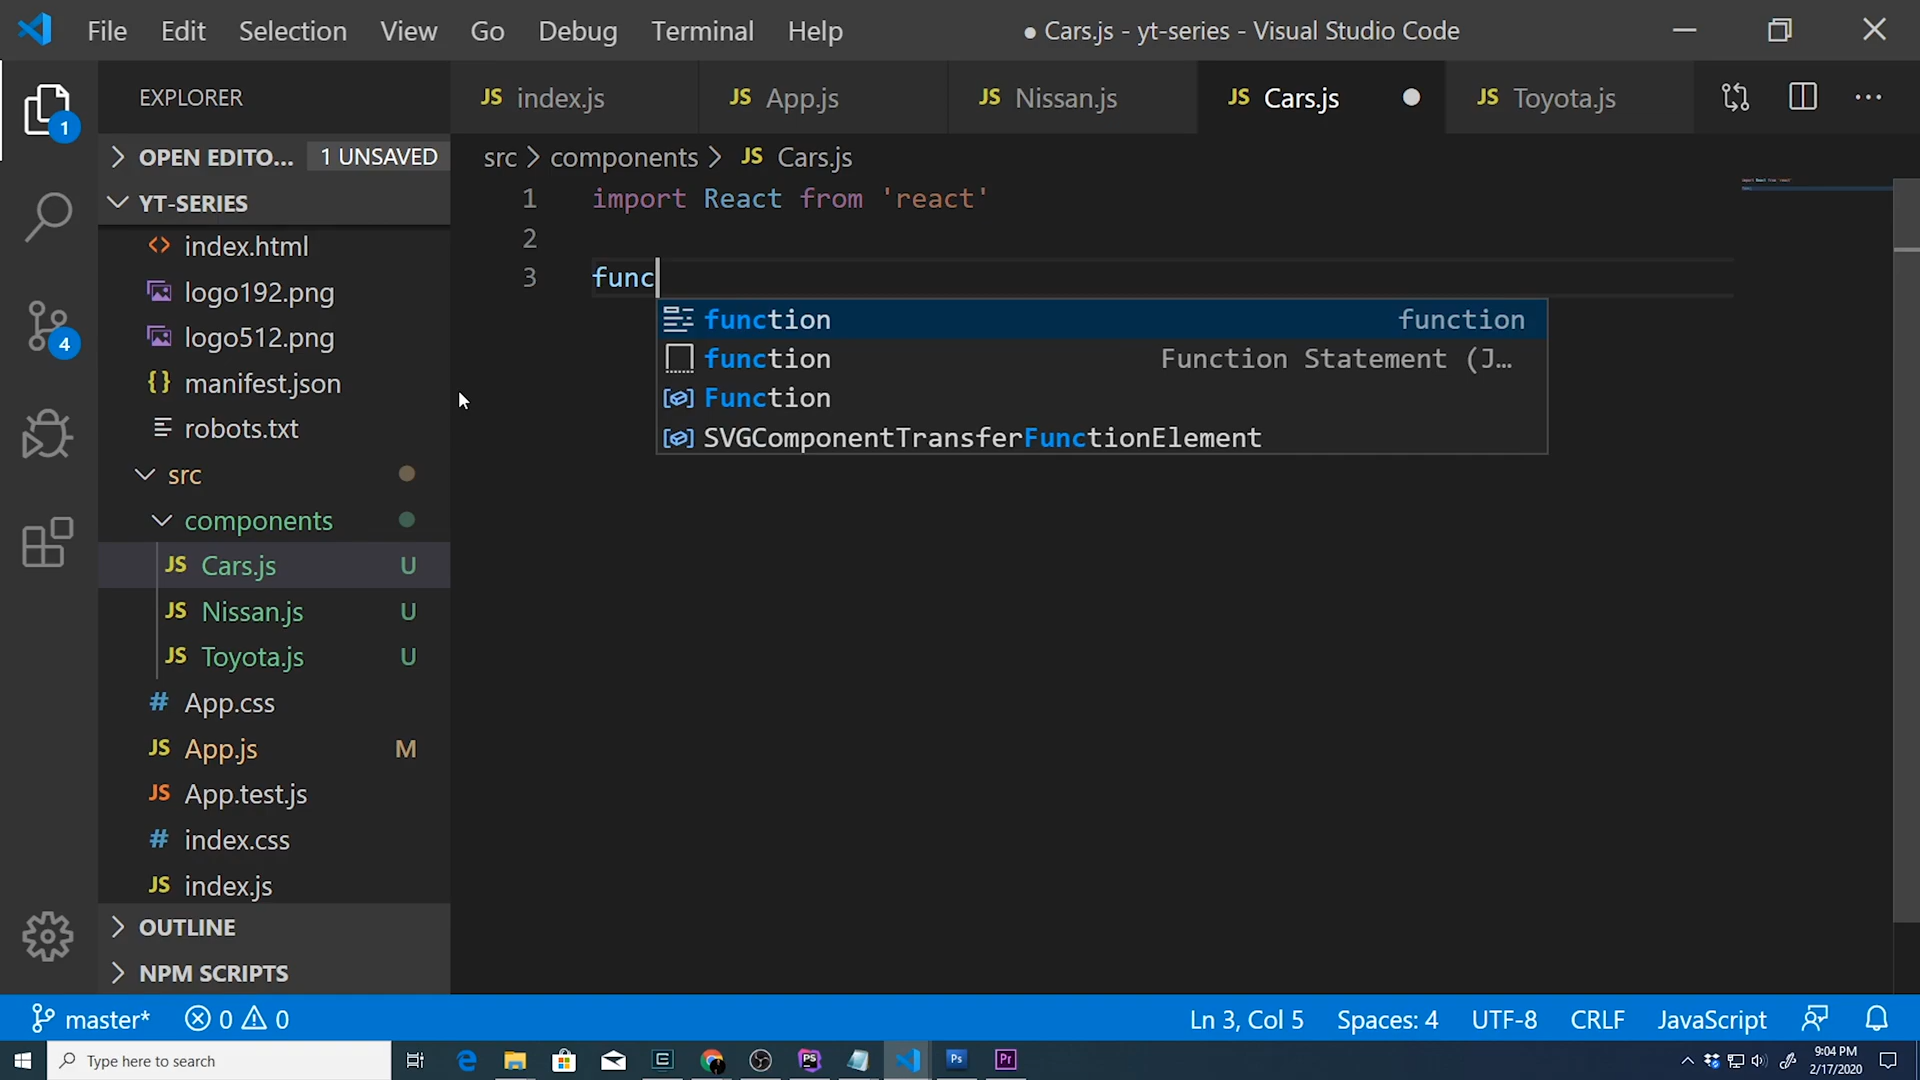 File Edit Selection View Go Debug Terminal Help
● Cars.js - yt-series - Visual Studio Code
EXPLORER
JS index.js
JS App.js
JS Nissan.js
JS Cars.js
JS Toyota.js
1
OPEN EDITO... 1 UNSAVED
src > components > JS Cars.js
YT-SERIES
<> index.html
logo192.png
logo512.png
{} manifest.json
robots.txt
src
components
JS Cars.js U
JS Nissan.js U
JS Toyota.js U
# App.css
JS App.js M
JS App.test.js
# index.css
JS index.js
OUTLINE
NPM SCRIPTS
4
1 import React from 'react'
2
3 func
function function
function Function Statement (J...
Function
SVGComponentTransferFunctionElement
master* 0 0
Ln 3, Col 5 Spaces: 4 UTF-8 CRLF JavaScript
Type here to search
PS
Ps
Pr
9:04 PM
2/17/2020